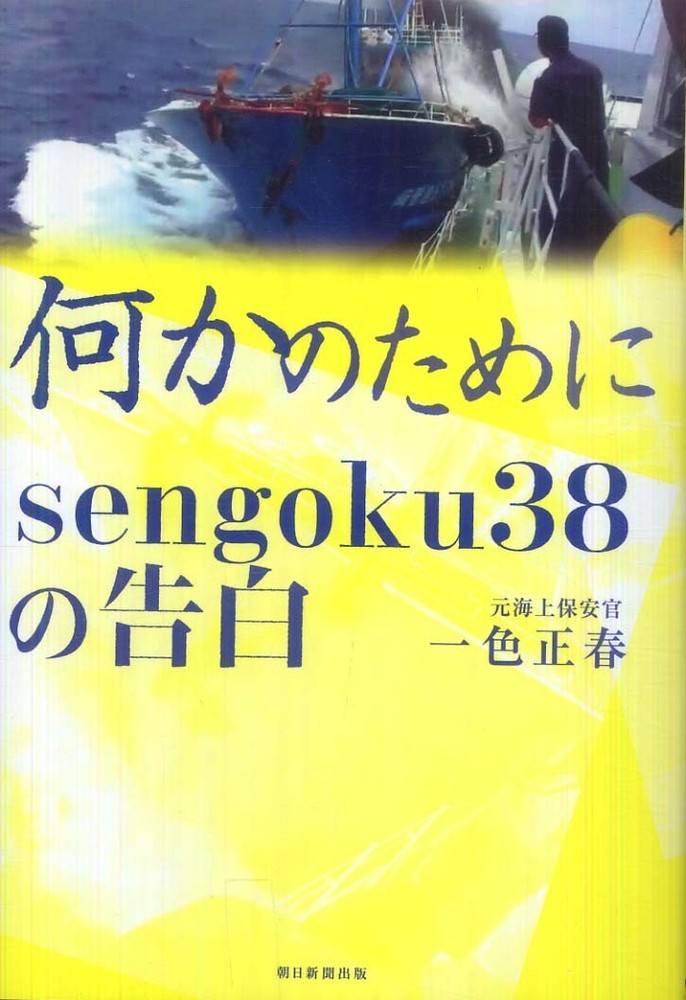 何かのために
sengoku38
の告白
元海上保安官
一色正春
朝日新聞出版